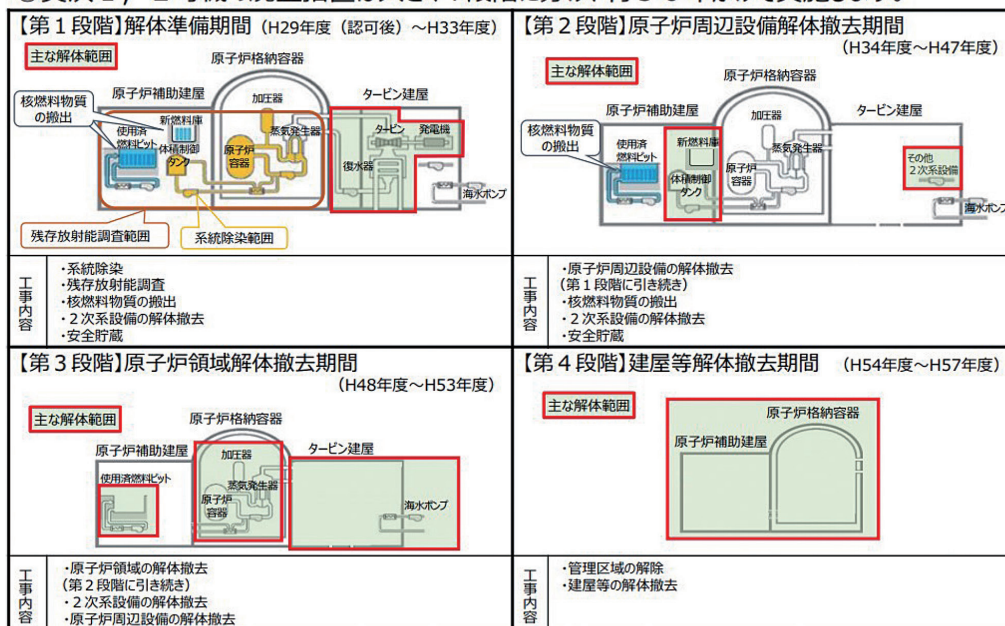 【第１段階】解体準備期間 (H29年度（認可後）～H33年度)
主な解体範囲
原子炉格納容器
原子炉補助建屋
タービン建屋
核燃料物質
の搬出
新燃料庫
使用済
燃料ピット
体積制御
タンク
加圧器
蒸気発生器
原子炉
容器
タービン
発電機
復水器
海水ポンプ
残存放射能調査範囲
系統除染範囲
工事内容
・系統除染
・残存放射能調査
・核燃料物質の搬出
・２次系設備の解体撤去
・安全貯蔵
【第２段階】原子炉周辺設備解体撤去期間
(H34年度～H47年度)
主な解体範囲
原子炉格納容器
原子炉補助建屋
タービン建屋
核燃料物質
の搬出
新燃料庫
使用済
燃料ピット
体積制御
タンク
加圧器
蒸気発生器
原子炉
容器
その他
２次系設備
海水ポンプ
工事内容
・原子炉周辺設備の解体撤去
(第１段階に引き続き)
・核燃料物質の搬出
・２次系設備の解体撤去
・安全貯蔵
【第３段階】原子炉領域解体撤去期間
(H48年度～H53年度)
主な解体範囲
原子炉格納容器
原子炉補助建屋
タービン建屋
使用済燃料ピット
加圧器
蒸気発生器
原子炉
容器
海水ポンプ
工事内容
・原子炉領域の解体撤去
(第２段階に引き続き)
・２次系設備の解体撤去
・原子炉周辺設備の解体撤去
【第４段階】建屋等解体撤去期間 (H54年度～H57年度)
主な解体範囲
原子炉格納容器
原子炉補助建屋
工事内容
・管理区域の解除
・建屋等の解体撤去